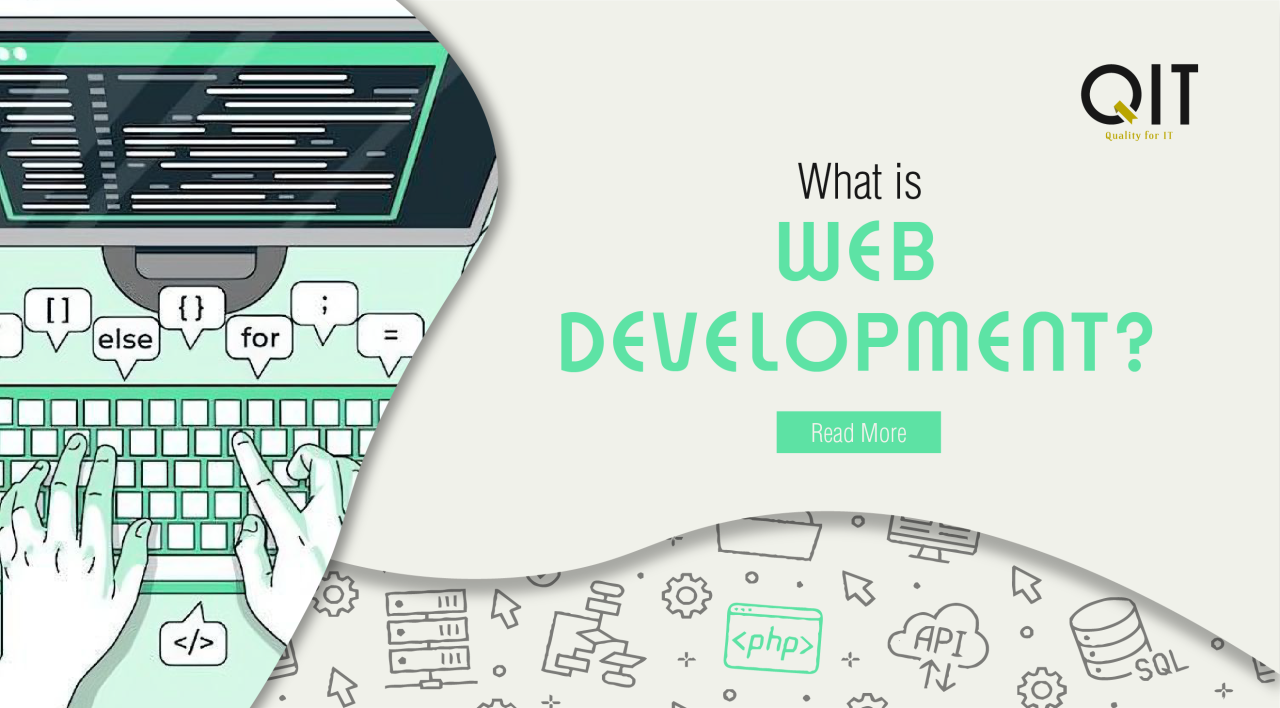 QIT
Quality for IT
What is
WEB
DEVELOPMENT?
Read More
[ ]
{ }
;
else
for
=
</>
<php>
API
SQL